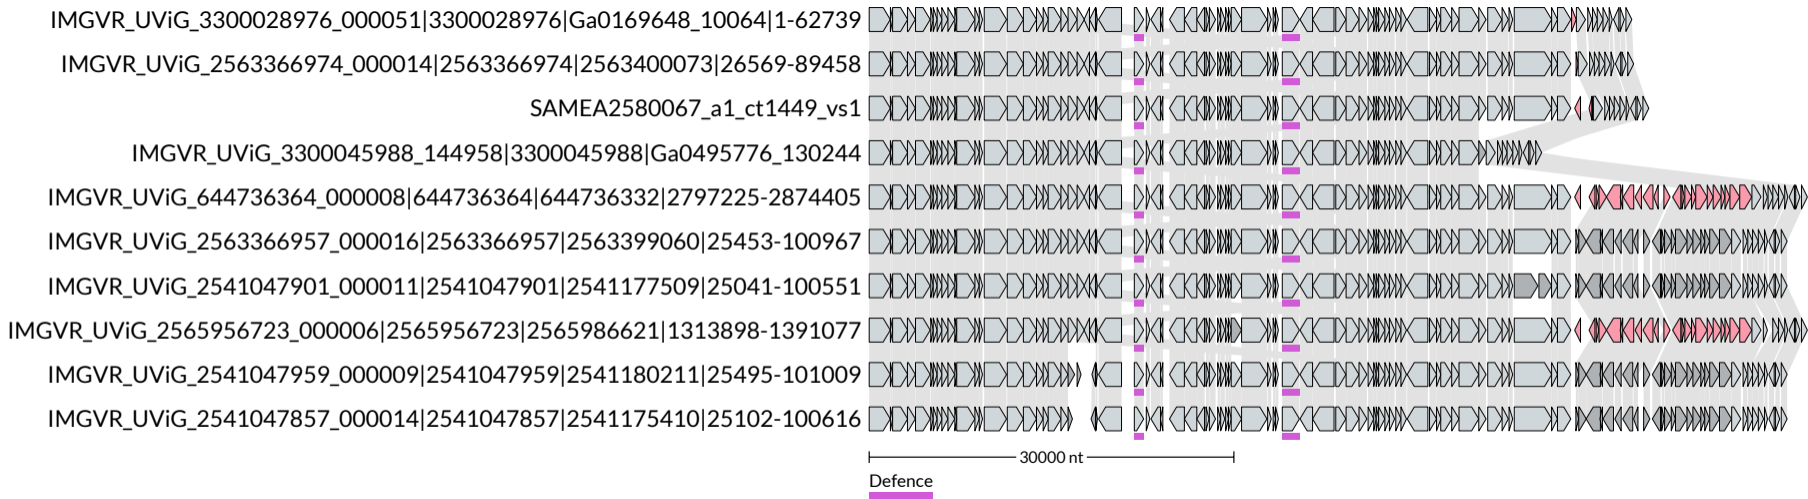 IMGVR_UViG_3300028976_000051|3300028976|Ga0169648_10064|1-62739
IMGVR_UViG_2563366974_000014|2563366974|2563400073|26569-89458
SAMEA2580067_a1_ct1449_vs1
IMGVR_UViG_3300045988_144958|3300045988|Ga0495776_130244
IMGVR_UViG_644736364_000008|644736364|644736332|2797225-2874405
IMGVR_UViG_2563366957_000016|2563366957|2563399060|25453-100967
IMGVR_UViG_2541047901_000011|2541047901|2541177509|25041-100551
IMGVR_UViG_2565956723_000006|2565956723|2565986621|1313898-1391077
IMGVR_UViG_2541047959_000009|2541047959|2541180211|25495-101009
IMGVR_UViG_2541047857_000014|2541047857|2541175410|25102-100616
30000 nt
Defence